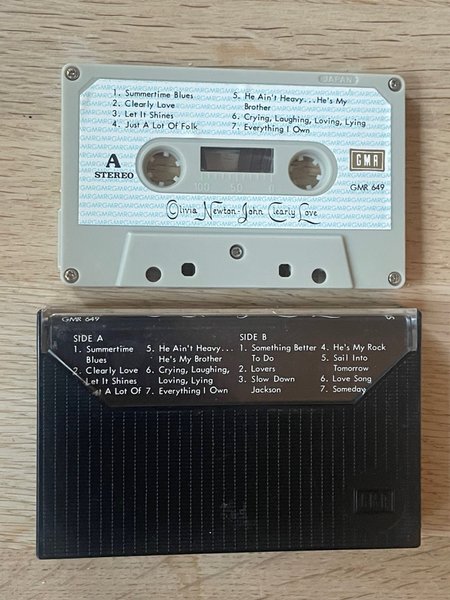 JAPAN
1. Summertime Blues
2. Clearly Love
3. Let It Shines
4. Just A Lot Of Folk
5. He Ain't Heavy...He's My
Brother
6. Crying, Laughing, Loving, Lying
7. Everything I Own
A
STEREO
100 50 0
GMR
GMR 649
Olivia Newton-John Clearly Love
GMR 649
SIDE A
1. Summertime
Blues
2. Clearly Love
Let It Shines
Just A Lot Of
5. He Ain't Heavy...
He's My Brother
6. Crying, Laughing,
Loving, Lying
7. Everything I Own
SIDE B
1. Something Better
To Do
2. Lovers
3. Slow Down
Jackson
4. He's My Rock
5. Sail Into
Tomorrow
6. Love Song
7. Someday
GMR